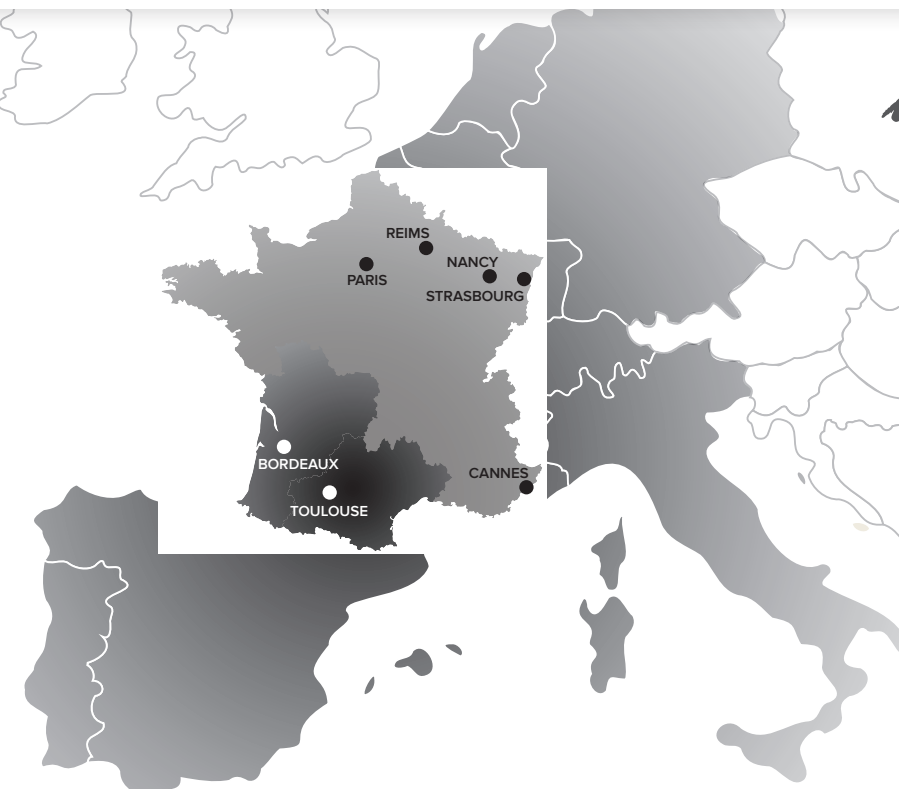 REIMS
PARIS
NANCY
STRASBOURG
BORDEAUX
CANNES
TOULOUSE